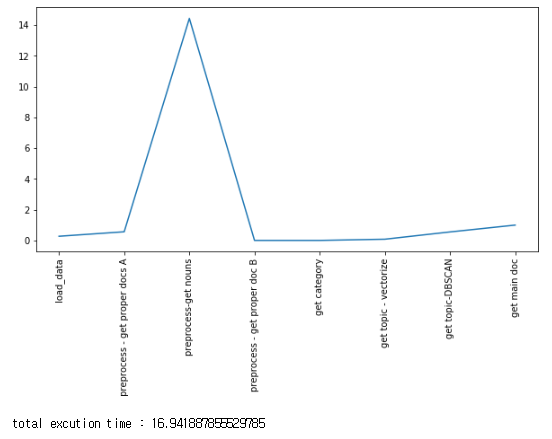 14
12
10
8
6
4
2
0
load_data
preprocess - get proper docs A
preprocess-get nouns
preprocess - get proper doc B
get category
get topic - vectorize
get topic-DBSCAN
get main doc
total excution time : 16.941887855529785